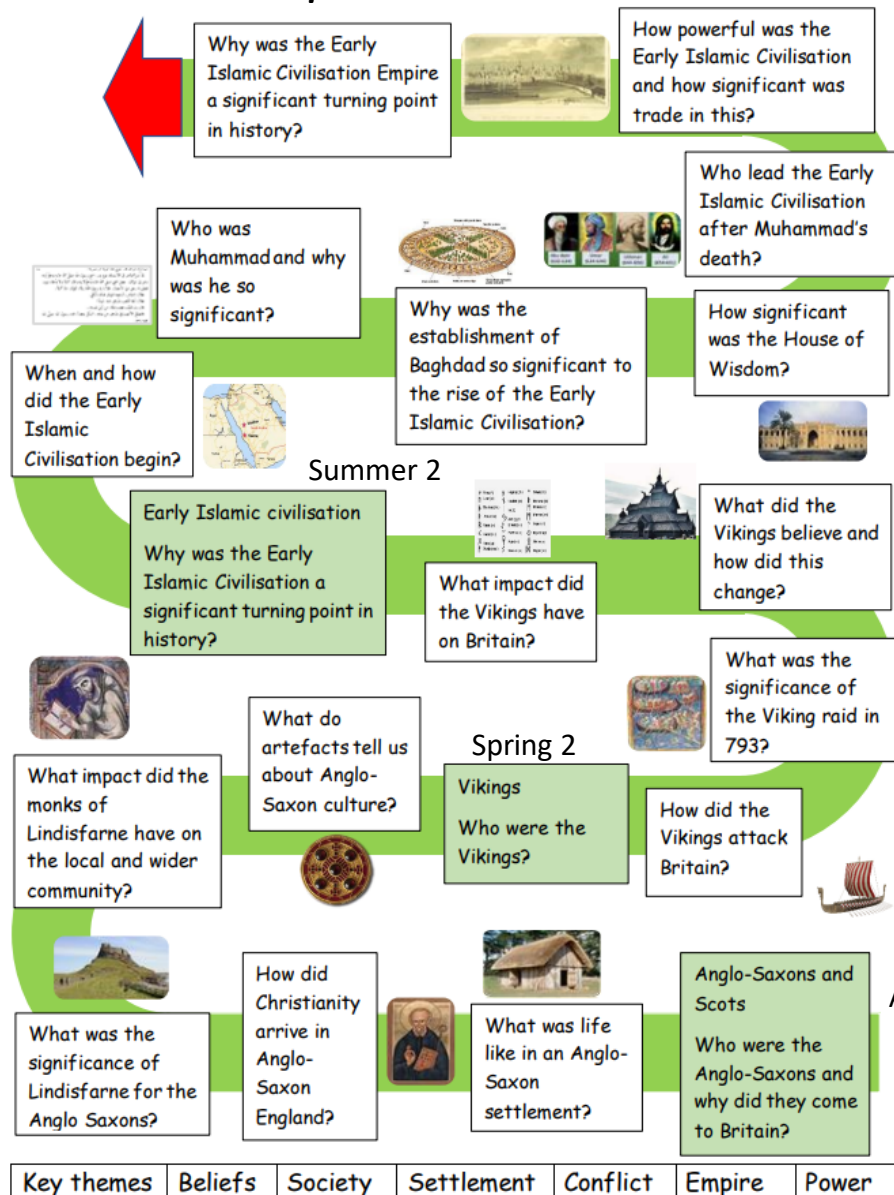 Why was the Early
Islamic Civilisation Empire
a significant turning point
in history?
How powerful was the
Early Islamic Civilisation
and how significant was
trade in this?
Who lead the Early
Islamic Civilisation
after Muhammad's
death?
Who was
Muhammad and why
was he so
significant?
Why was the
establishment of
Baghdad so significant to
the rise of the Early
Islamic Civilisation?
How significant
was the House of
Wisdom?
When and how
did the Early
Islamic
Civilisation begin?
Summer 2
Early Islamic civilisation
Why was the Early
Islamic Civilisation a
significant turning point in
history?
What impact did
the Vikings have
on Britain?
What did the
Vikings believe and
how did this
change?
What was the
significance of
the Viking raid in
793?
What do
artefacts tell us
about Anglo-
Saxon culture?
Spring 2
Vikings
Who were the
Vikings?
How did the
Vikings attack
Britain?
What impact did the
monks of
Lindisfarne have on
the local and wider
community?
What was the
significance of
Lindisfarne for the
Anglo Saxons?
How did
Christianity
arrive in
Anglo-
Saxon
England?
What was life
like in an Anglo-
Saxon
settlement?
Anglo-Saxons and
Scots
Who were the
Anglo-Saxons and
why did they come
to Britain?
Key themes Beliefs Society Settlement Conflict Empire Power